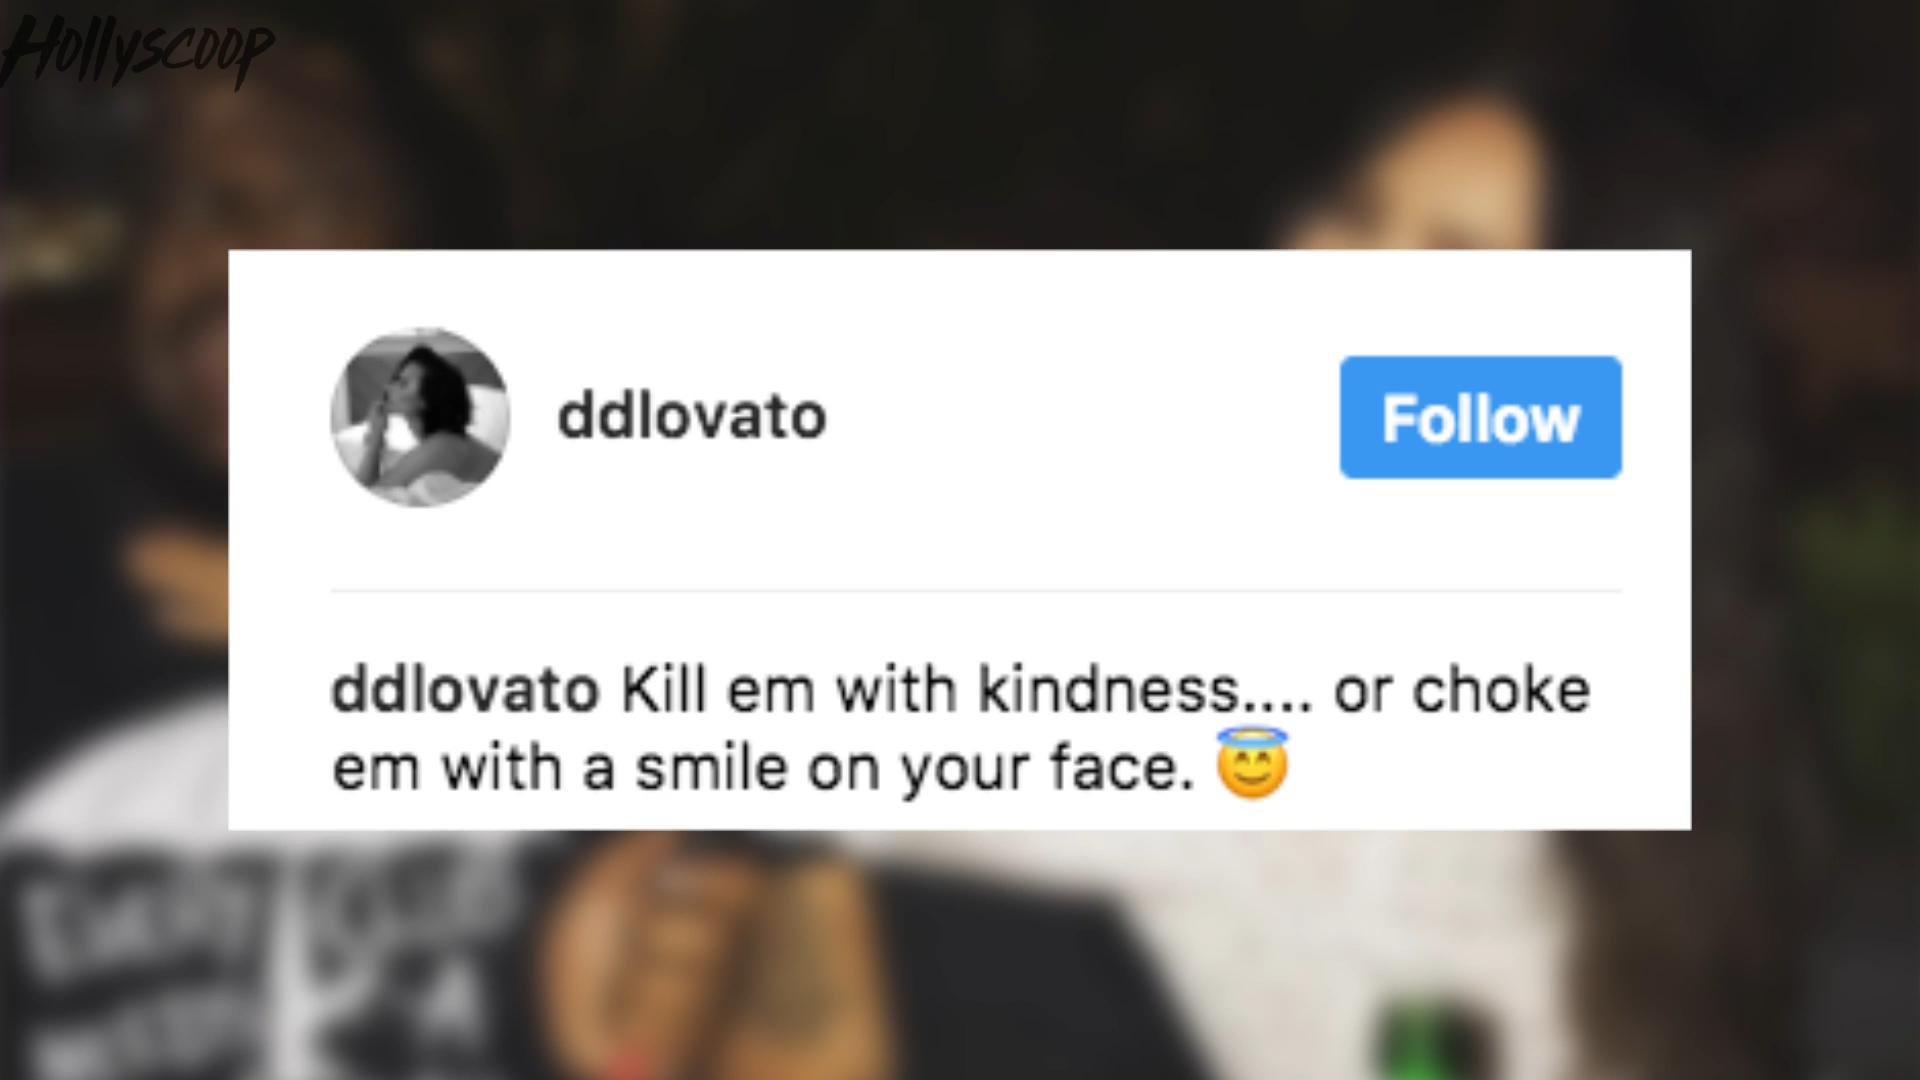 Hollyscoop
ddlovato
Follow
ddlovato Kill em with kindness.... or choke
em with a smile on your face. 😇